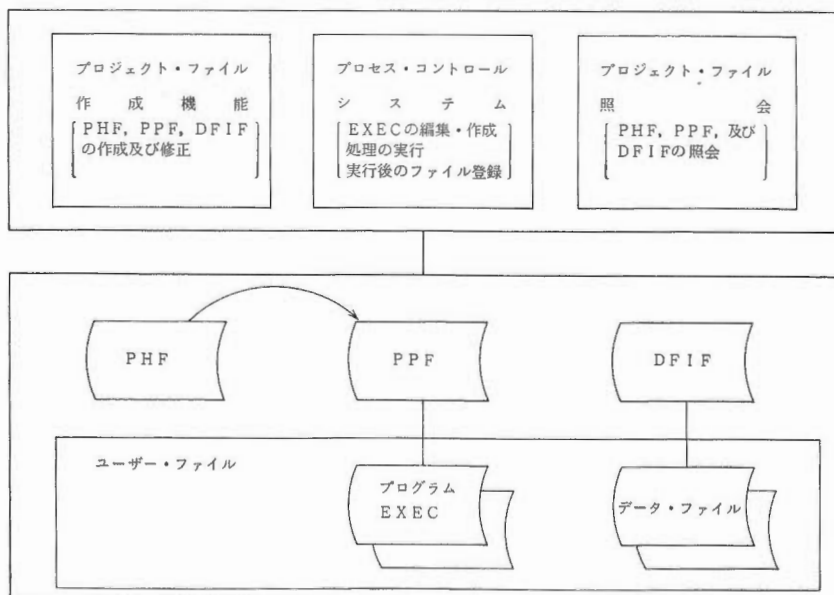 プロジェクト・ファイル
作成機能
PHF, PPF, DFIF
の作成及び修正
プロセス・コントロール
システム
EXECの編集・作成
処理の実行
実行後のファイル登録
プロジェクト・ファイル
照会
PHF, PPF, 及び
DFIFの照会
PHF
PPF
DFIF
ユーザー・ファイル
プログラム
EXEC
データ・ファイル